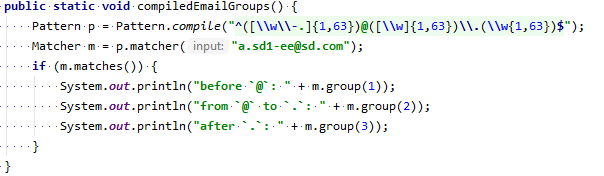 public static void compiledEmailGroups() {
Pattern p = Pattern.compile("^([\\w\\-.]{1,63})@([\\w]{1,63})\\.(\\w{1,63})$");
Matcher m = p.matcher( input: "a.sd1-ee@sd.com");
if (m.matches()) {
System.out.println("before `@`: " + m.group(1));
System.out.println("from `@` to `.`: " + m.group(2));
System.out.println("after `.`: " + m.group(3));
}
}